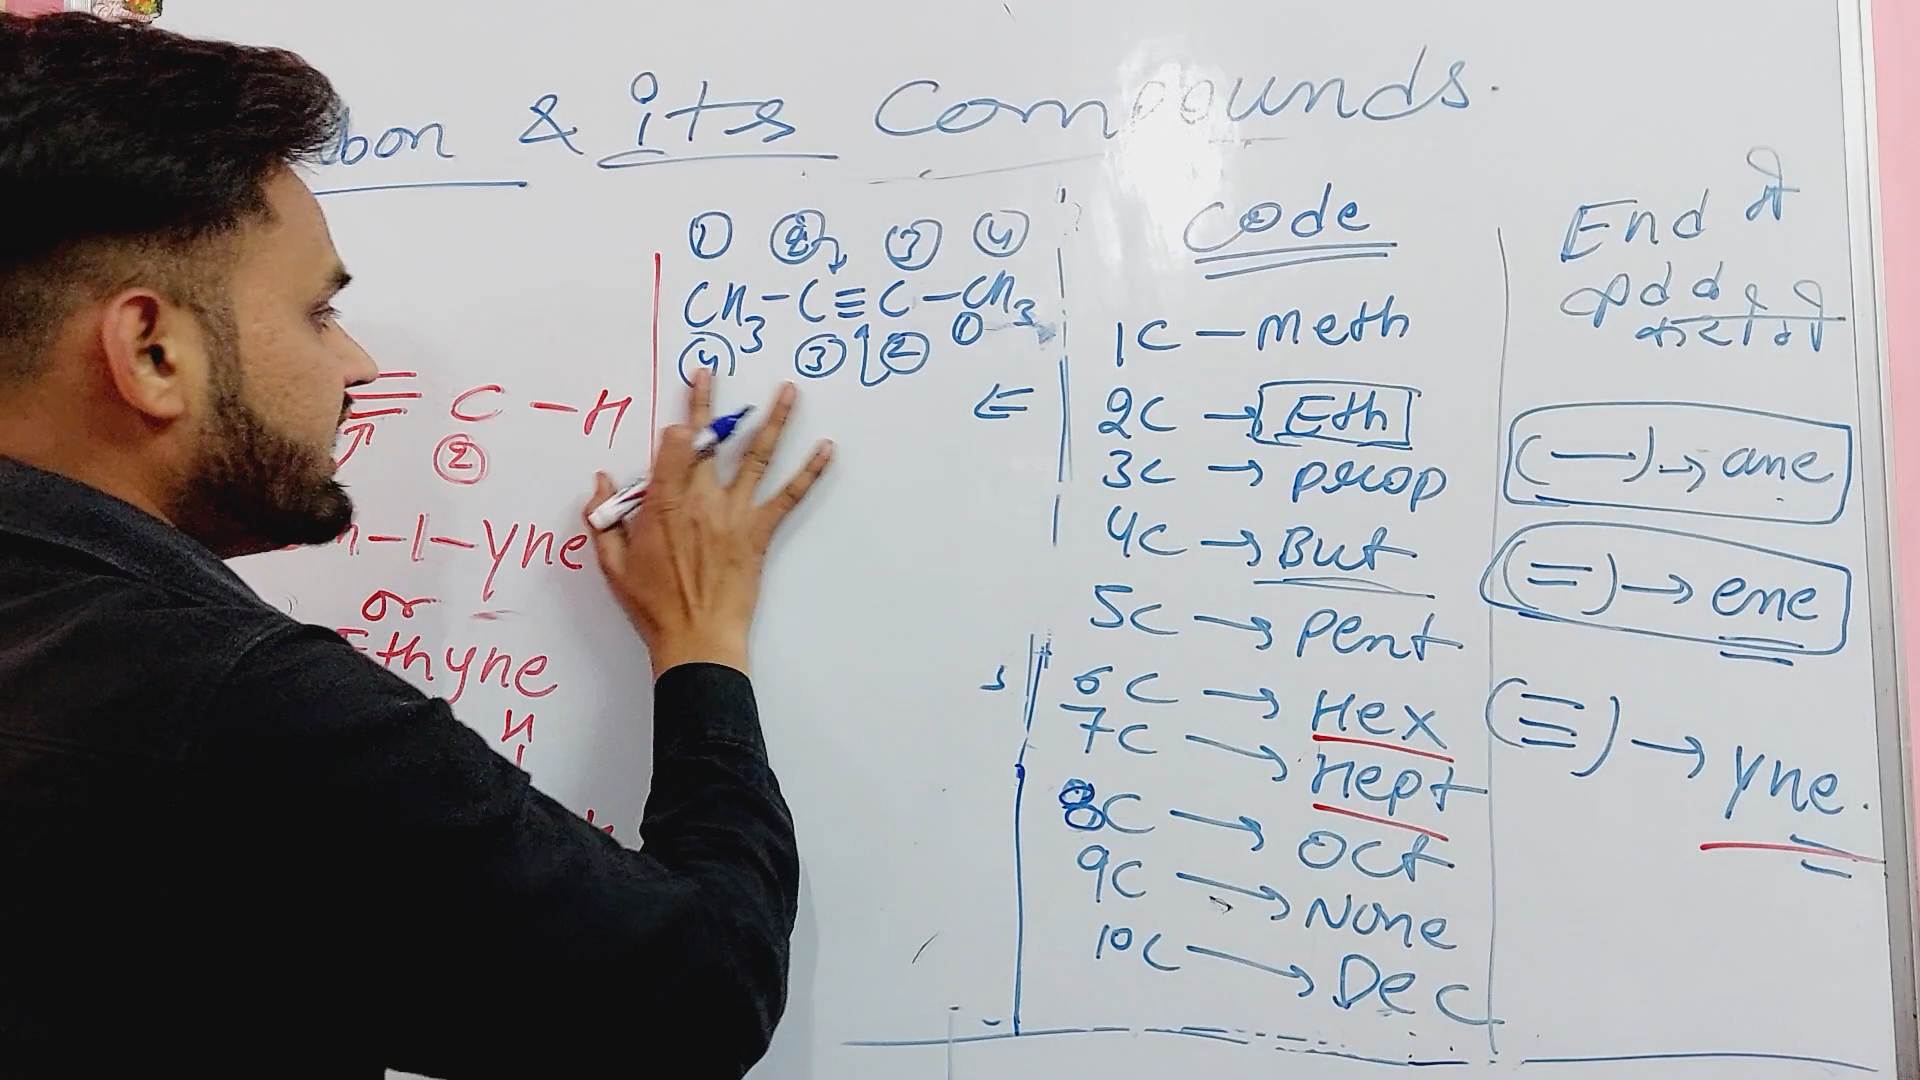 bon & its Compounds.
≡ C - H
②
n-1-yne
or
Ethyne
H
① ② ③ ④
CH3-C≡C-CH3
④ ③ ② ①
Code
1C - Meth
2C → Eth
3C → prop
4C → But
5C → Pent
6C → Hex
7C → Hept
8C → Oct
9C → None
10C → Dec
End में
Add
करते है
(—) → ane
(=) → ene
(≡) → yne.